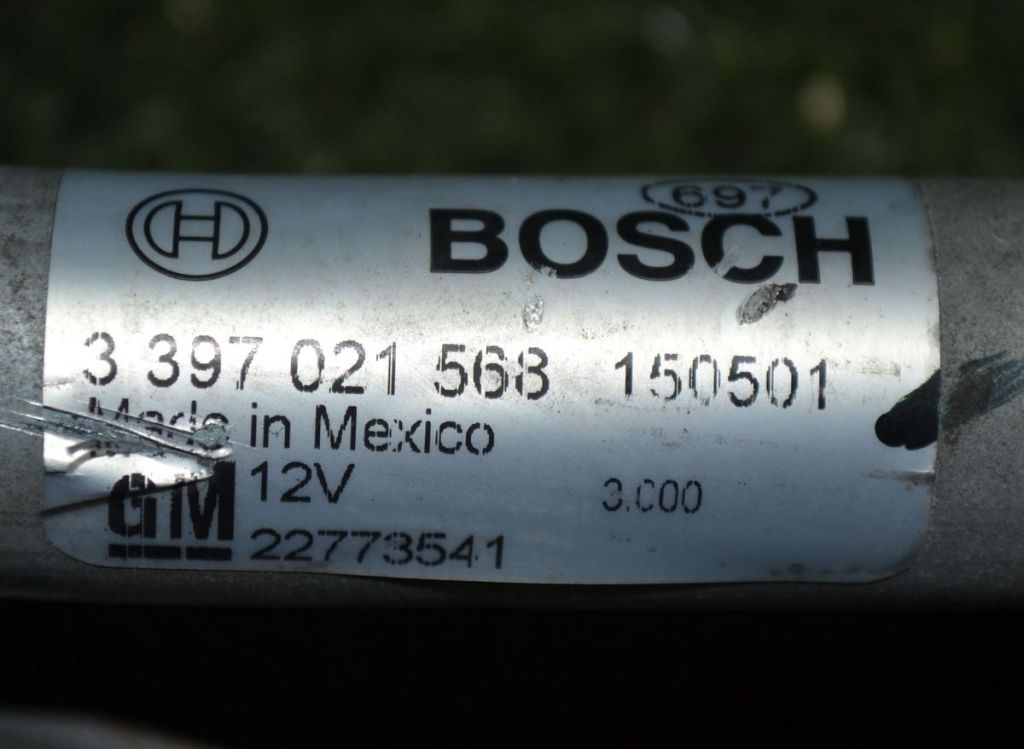 697
BOSCH
3 397 021 568 150501
Made in Mexico
12V 3.000
GM 22773541